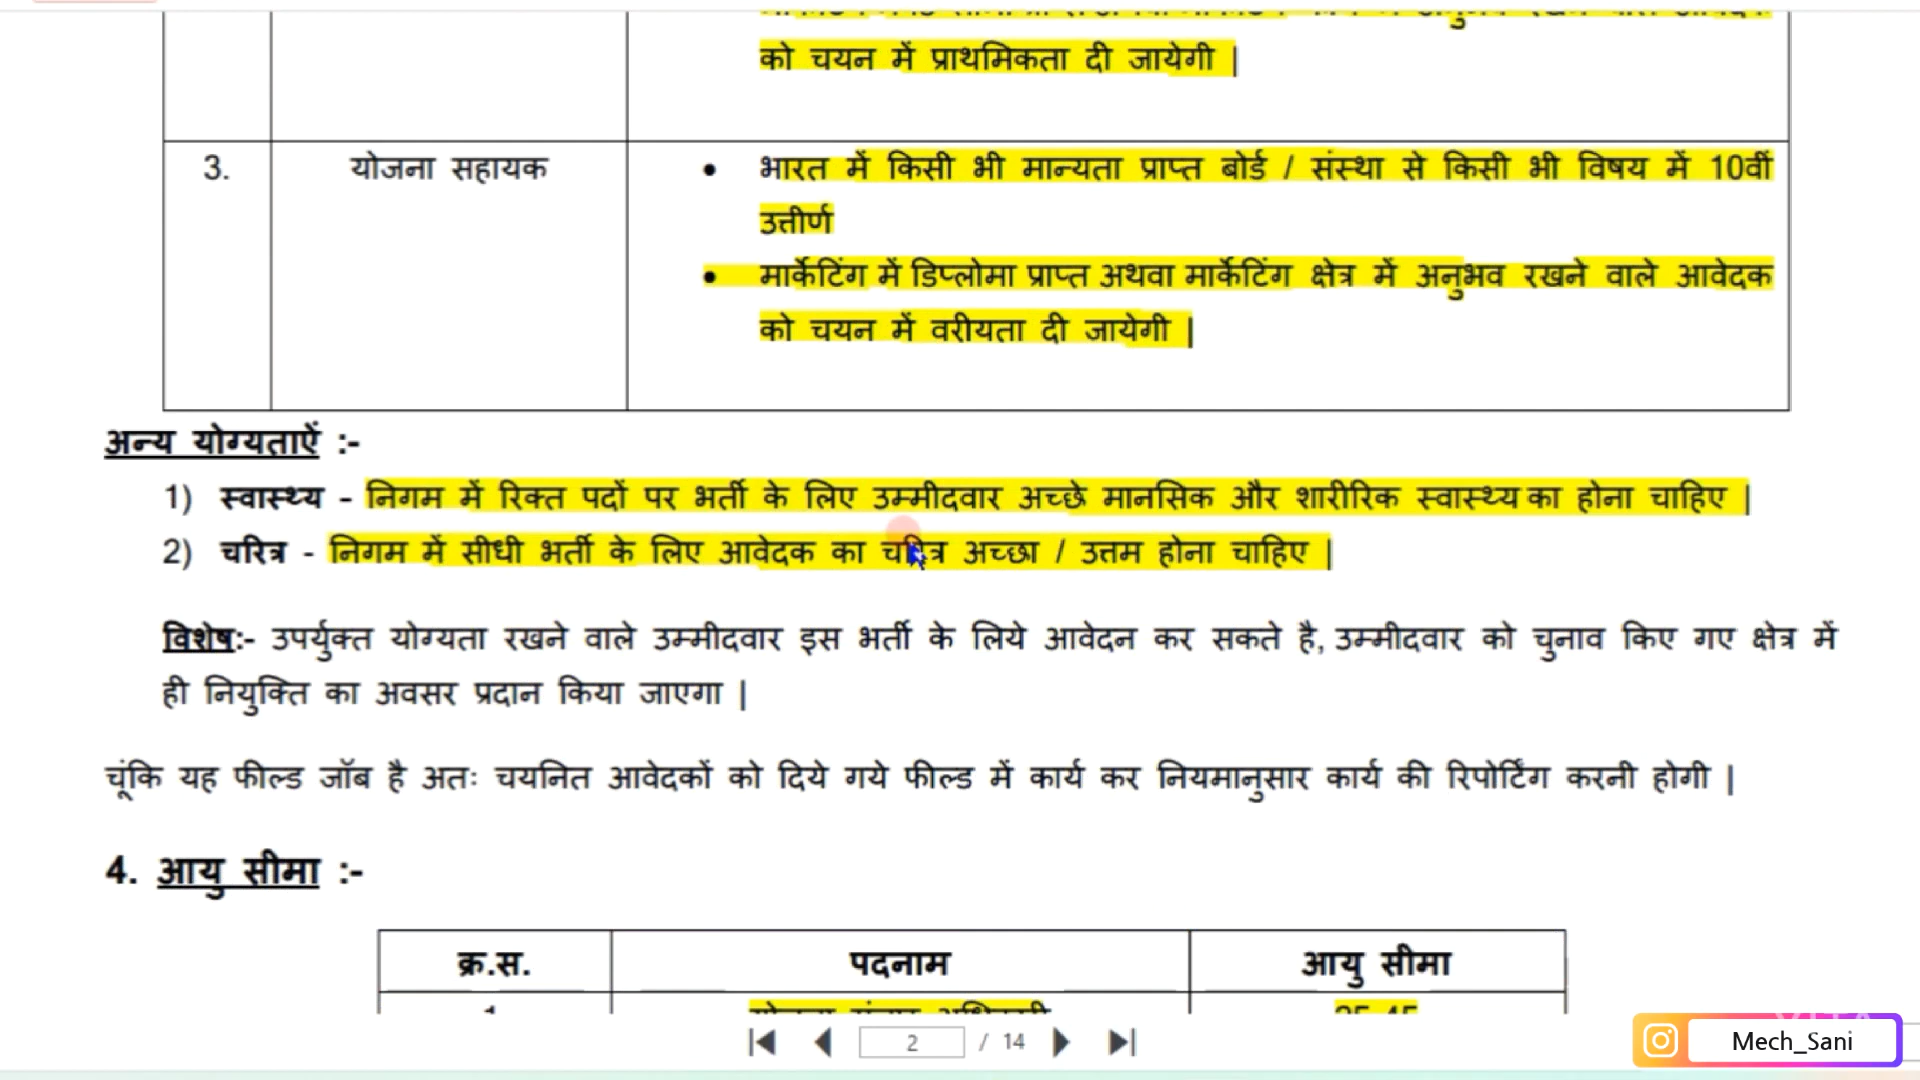 को चयन में प्राथमिकता दी जायेगी |
3. योजना सहायक • भारत में किसी भी मान्यता प्राप्त बोर्ड / संस्था से किसी भी विषय में 10वीं
उत्तीर्ण
• मार्केटिंग में डिप्लोमा प्राप्त अथवा मार्केटिंग क्षेत्र में अनुभव रखने वाले आवेदक
को चयन में वरीयता दी जायेगी |
अन्य योग्यताऐं :-
1) स्वास्थ्य - निगम में रिक्त पदों पर भर्ती के लिए उम्मीदवार अच्छे मानसिक और शारीरिक स्वास्थ्य का होना चाहिए |
2) चरित्र - निगम में सीधी भर्ती के लिए आवेदक का चरित्र अच्छा / उत्तम होना चाहिए |
विशेष:- उपर्युक्त योग्यता रखने वाले उम्मीदवार इस भर्ती के लिये आवेदन कर सकते है, उम्मीदवार को चुनाव किए गए क्षेत्र में
ही नियुक्ति का अवसर प्रदान किया जाएगा |
चूंकि यह फील्ड जॉब है अतः चयनित आवेदकों को दिये गये फील्ड में कार्य कर नियमानुसार कार्य की रिपोर्टिंग करनी होगी |
4. आयु सीमा :-
क्र.स. पदनाम आयु सीमा
2 / 14
Mech_Sani